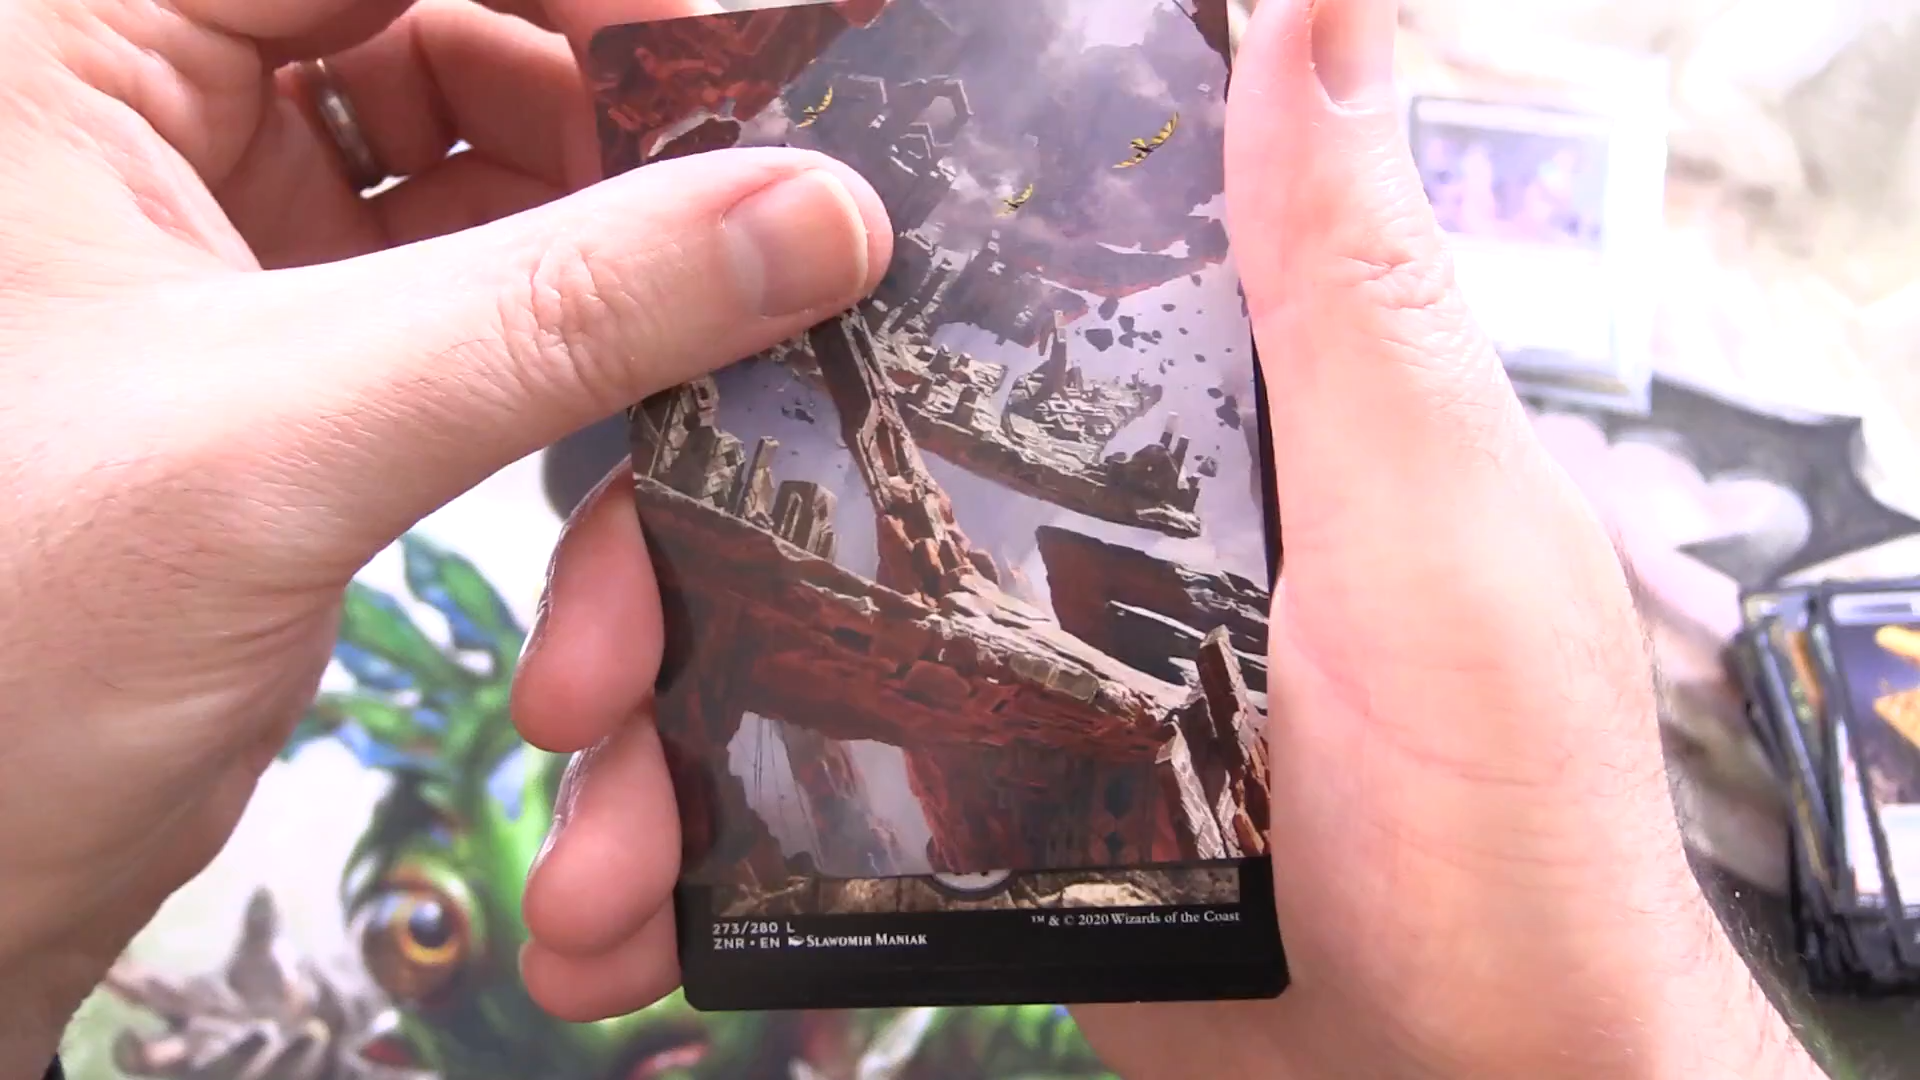 273/280 L
ZNR • EN SLAWOMIR MANIAK
™ & © 2020 Wizards of the Coast